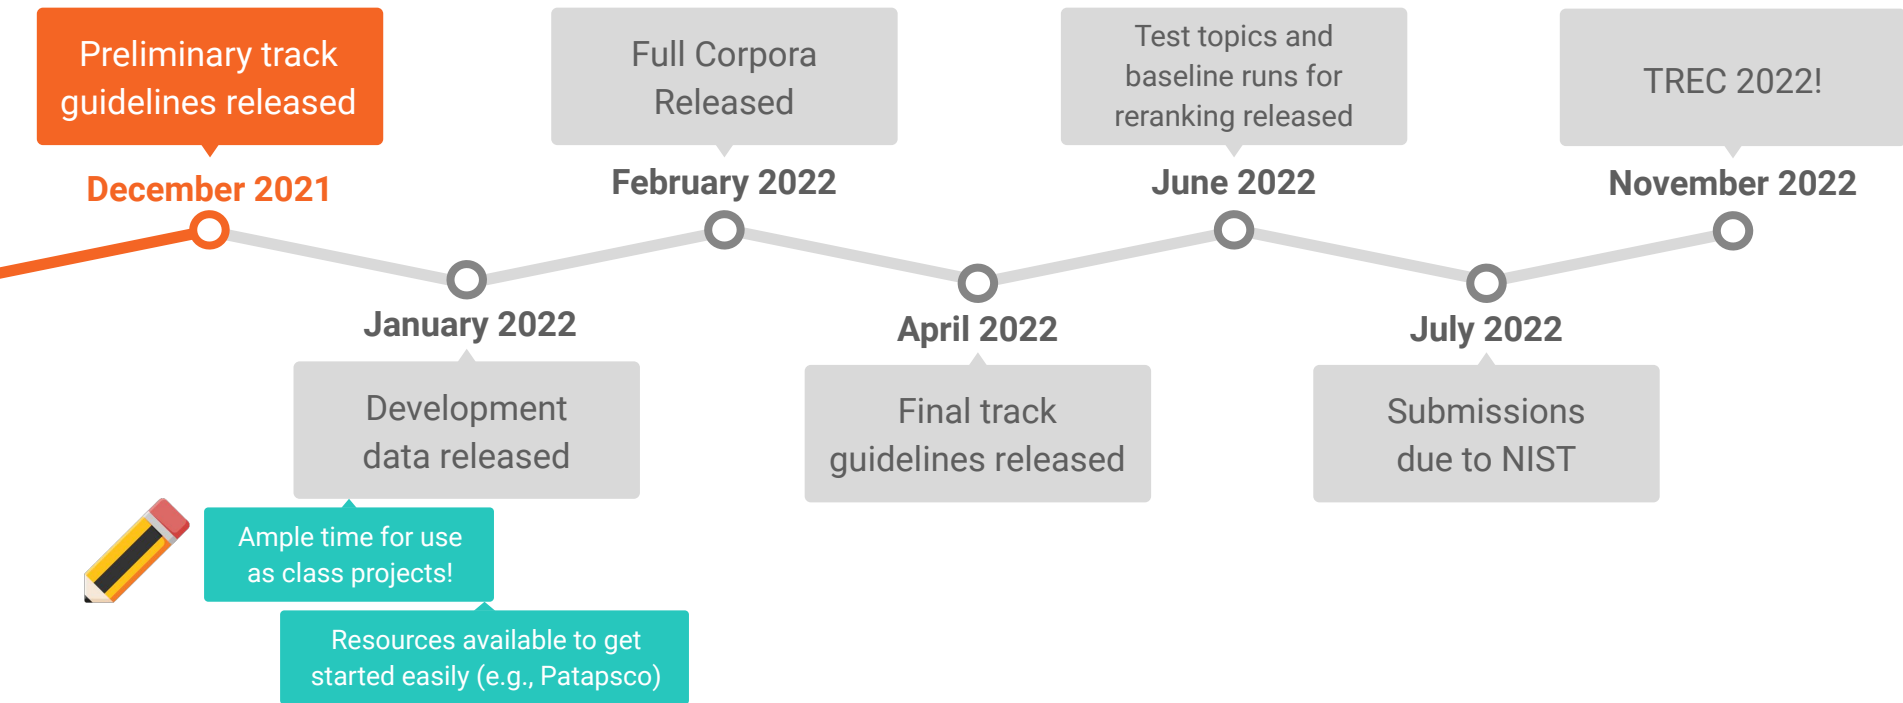 Preliminary track
guidelines released
December 2021
January 2022
Development
data released
Ample time for use
as class projects!
Resources available to get
started easily (e.g., Patapsco)
Full Corpora
Released
February 2022
April 2022
Final track
guidelines released
Test topics and
baseline runs for
reranking released
June 2022
July 2022
Submissions
due to NIST
TREC 2022!
November 2022